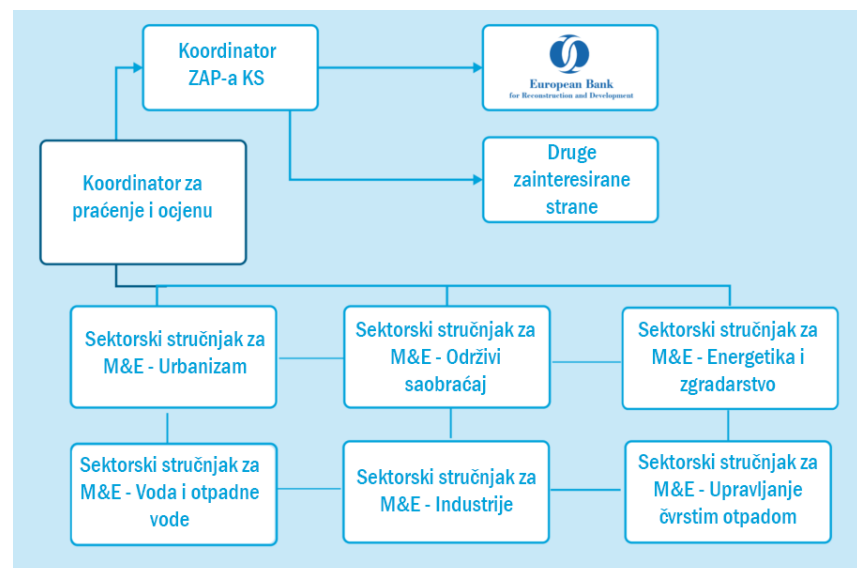 Koordinator
ZAP-a KS
European Bank
for Reconstruction and Development
Druge
zainteresirane
strane
Koordinator za
praćenje i ocjenu
Sektorski stručnjak za
M&E - Urbanizam
Sektorski stručnjak za
M&E - Održivi
saobraćaj
Sektorski stručnjak za
M&E - Energetika i
zgradarstvo
Sektorski stručnjak za
M&E - Voda i otpadne
vode
Sektorski stručnjak za
M&E - Industrije
Sektorski stručnjak za
M&E - Upravljanje
čvrstim otpadom